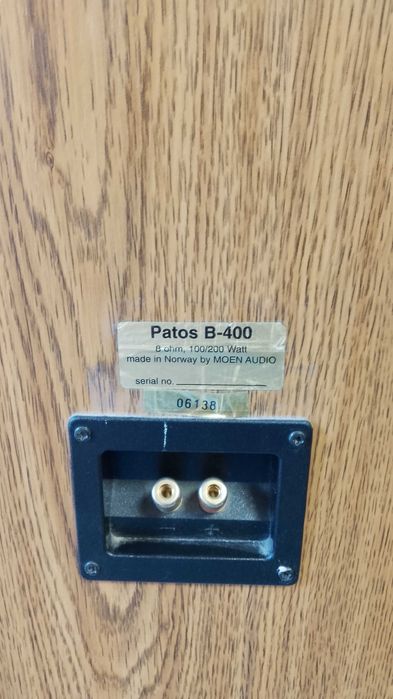 Patos B-400
8 ohm, 100/200 Watt
made in Norway by MOEN AUDIO
serial no.
06138
− +